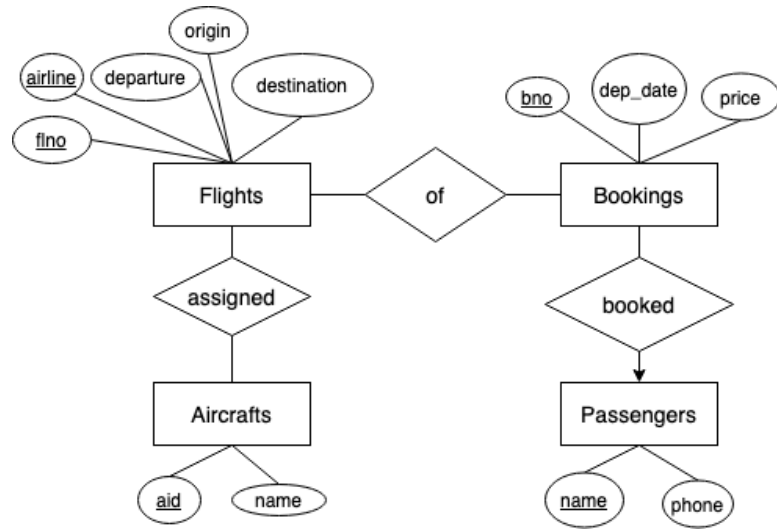 origin
airline
departure
destination
flno
bno
dep_date
price
Flights
of
Bookings
assigned
booked
Aircrafts
Passengers
aid
name
name
phone